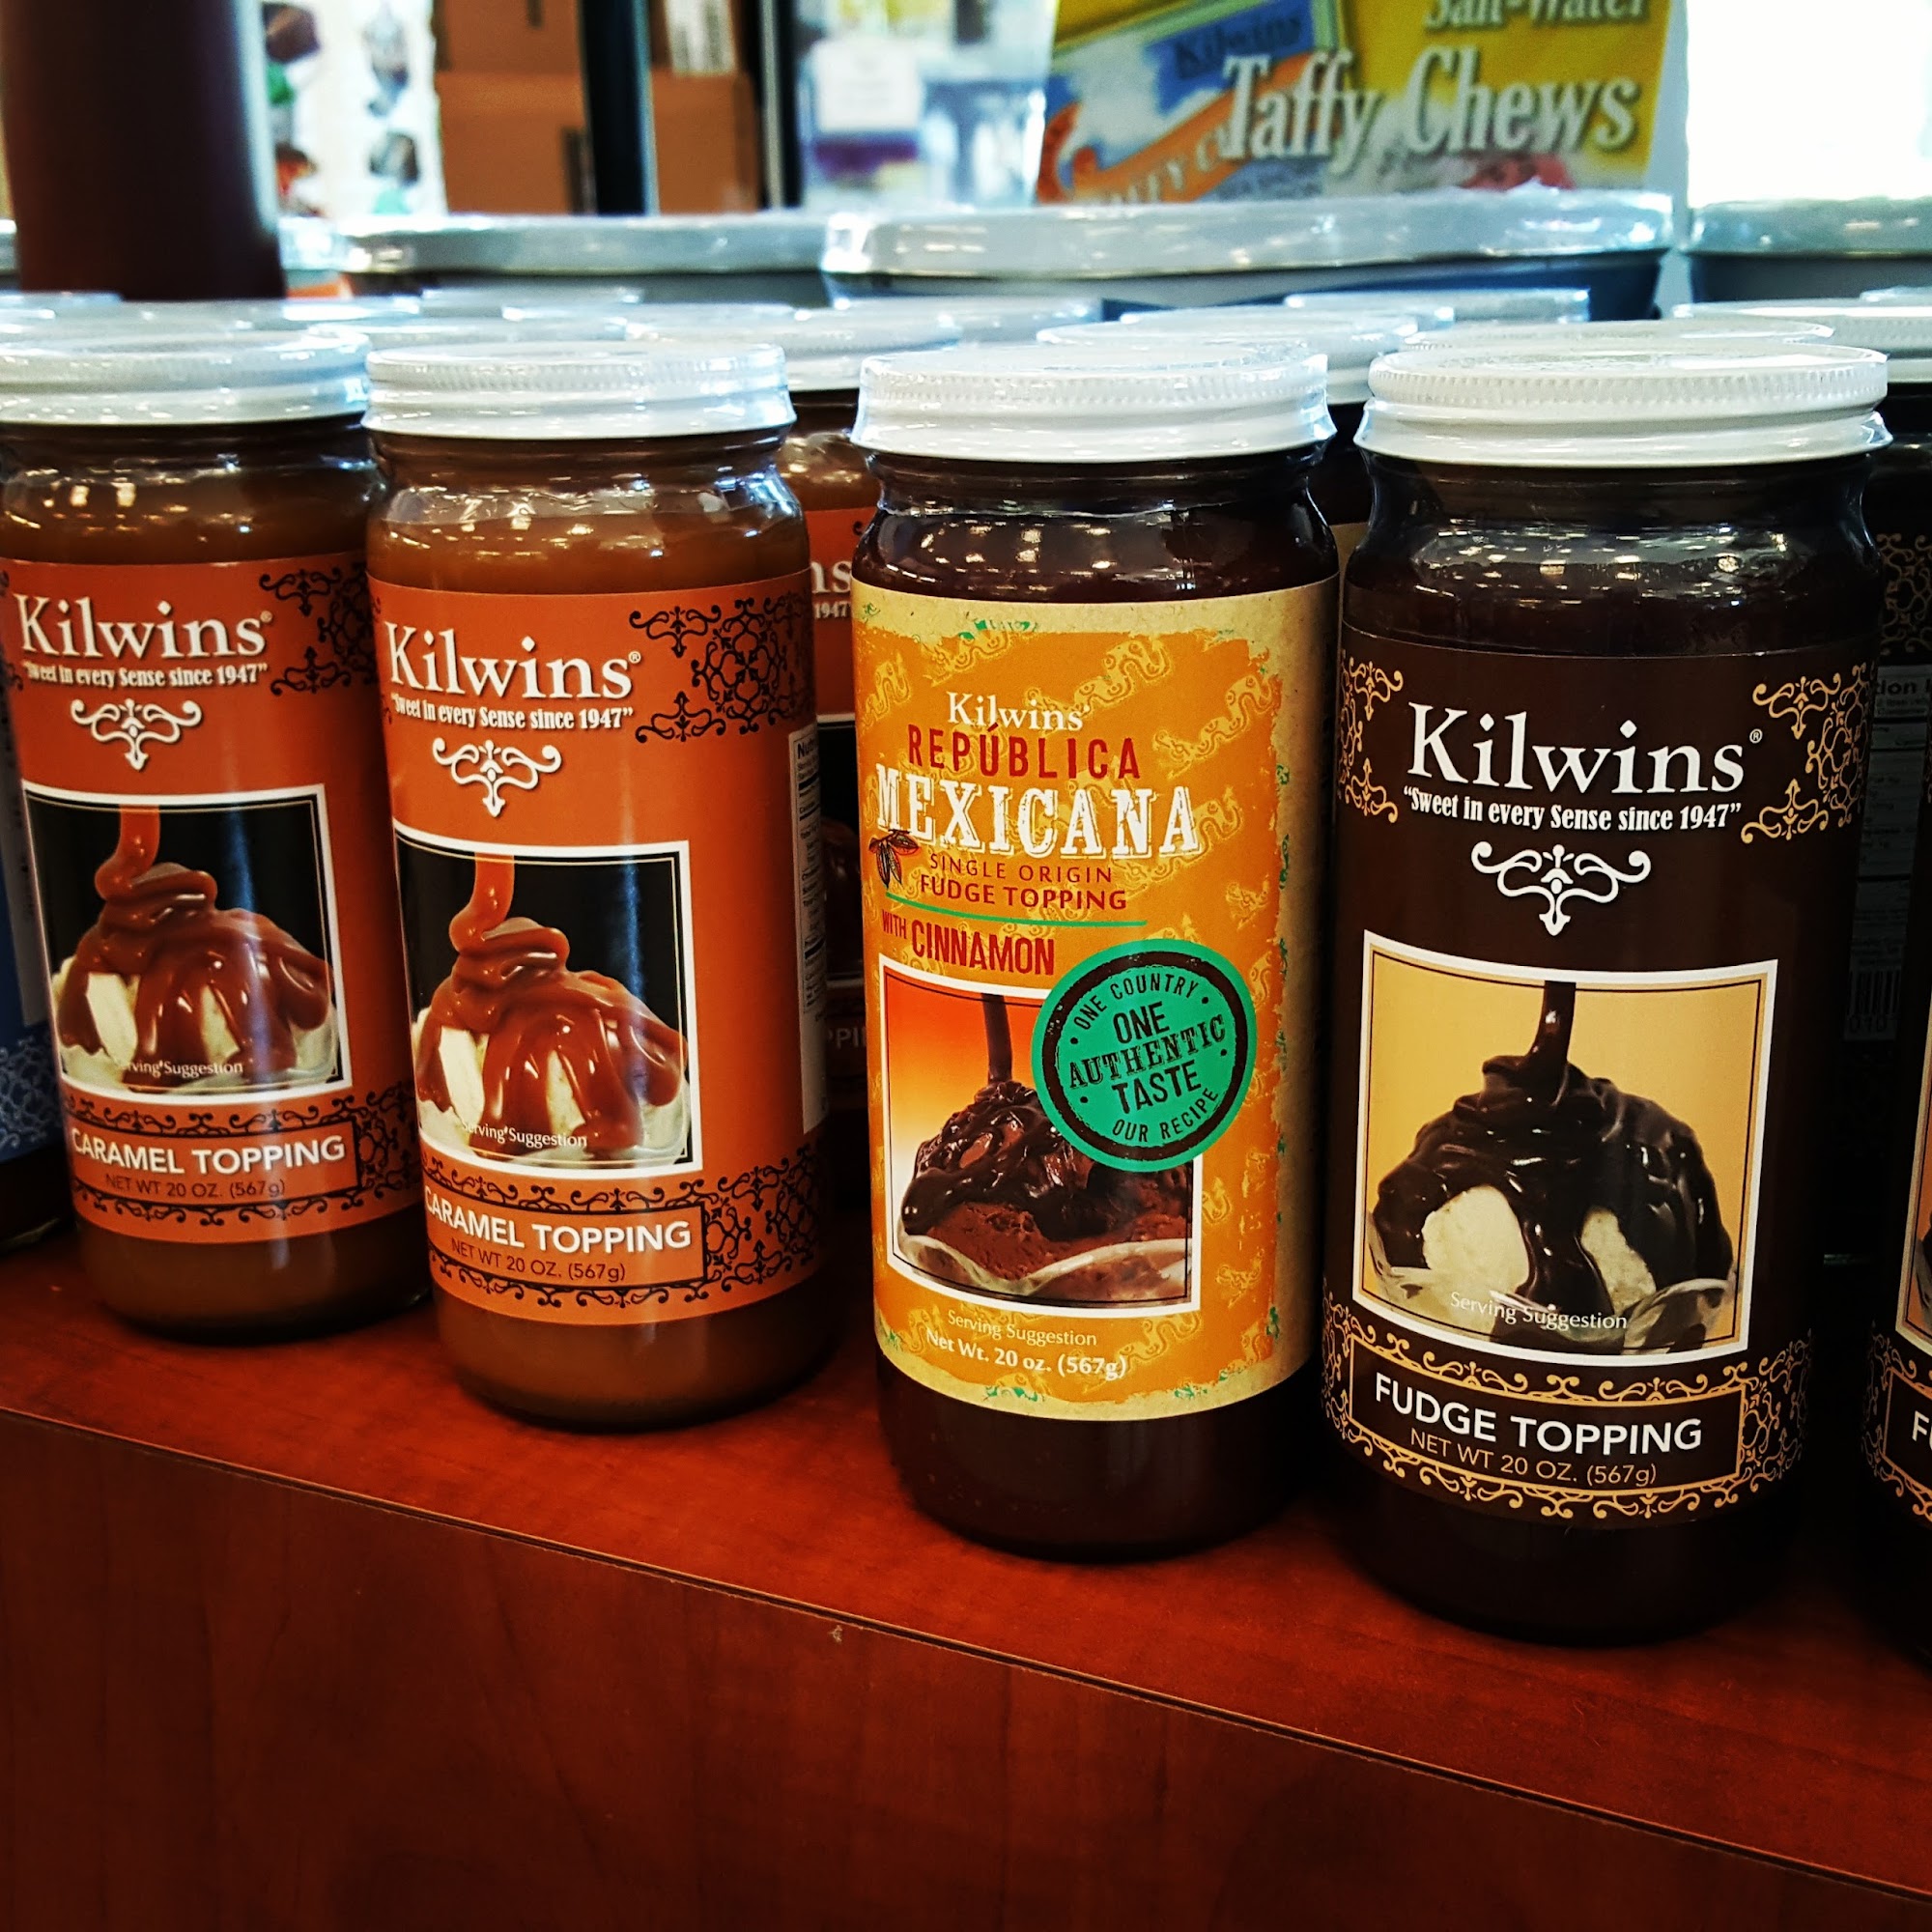 Salt-Water
Kilwins
Taffy Chews
Kilwins®
"Sweet in every Sense since 1947"
Serving Suggestion
CARAMEL TOPPING
NET WT 20 OZ. (567g)
Kilwins®
"Sweet in every Sense since 1947"
Serving Suggestion
CARAMEL TOPPING
NET WT 20 OZ. (567g)
1947"
Kilwins
REPÚBLICA
MEXICANA
SINGLE ORIGIN
FUDGE TOPPING
WITH CINNAMON
ONE COUNTRY
ONE
AUTHENTIC
TASTE
OUR RECIPE
Serving Suggestion
Net Wt. 20 oz. (567g)
Kilwins®
"Sweet in every Sense since 1947"
Serving Suggestion
FUDGE TOPPING
NET WT 20 OZ. (567g)